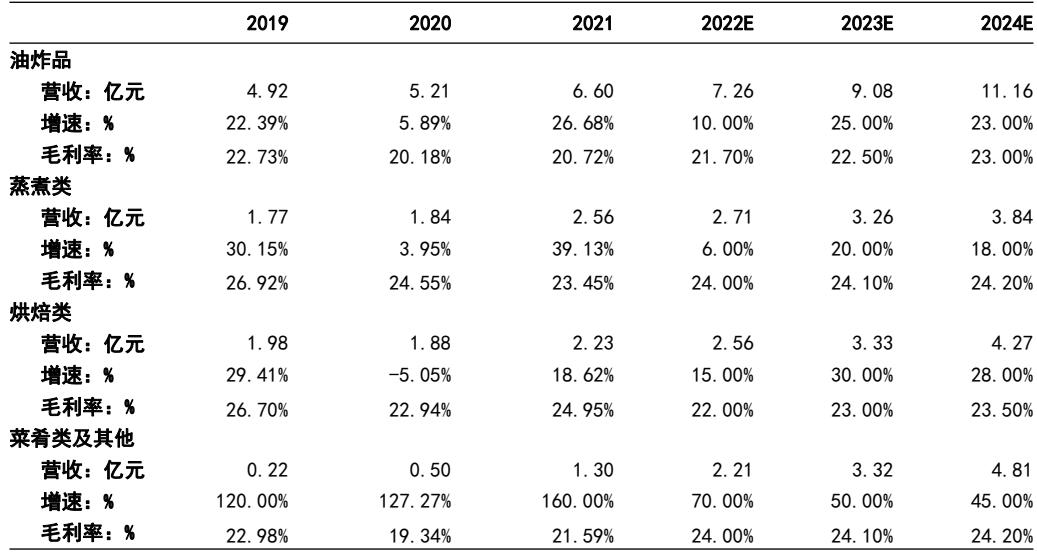 2019 2020 2021 2022E 2023E 2024E
油炸品
营收：亿元 4.92 5.21 6.60 7.26 9.08 11.16
增速：% 22.39% 5.89% 26.68% 10.00% 25.00% 23.00%
毛利率：% 22.73% 20.18% 20.72% 21.70% 22.50% 23.00%
蒸煮类
营收：亿元 1.77 1.84 2.56 2.71 3.26 3.84
增速：% 30.15% 3.95% 39.13% 6.00% 20.00% 18.00%
毛利率：% 26.92% 24.55% 23.45% 24.00% 24.10% 24.20%
烘焙类
营收：亿元 1.98 1.88 2.23 2.56 3.33 4.27
增速：% 29.41% -5.05% 18.62% 15.00% 30.00% 28.00%
毛利率：% 26.70% 22.94% 24.95% 22.00% 23.00% 23.50%
菜肴类及其他
营收：亿元 0.22 0.50 1.30 2.21 3.32 4.81
增速：% 120.00% 127.27% 160.00% 70.00% 50.00% 45.00%
毛利率：% 22.98% 19.34% 21.59% 24.00% 24.10% 24.20%